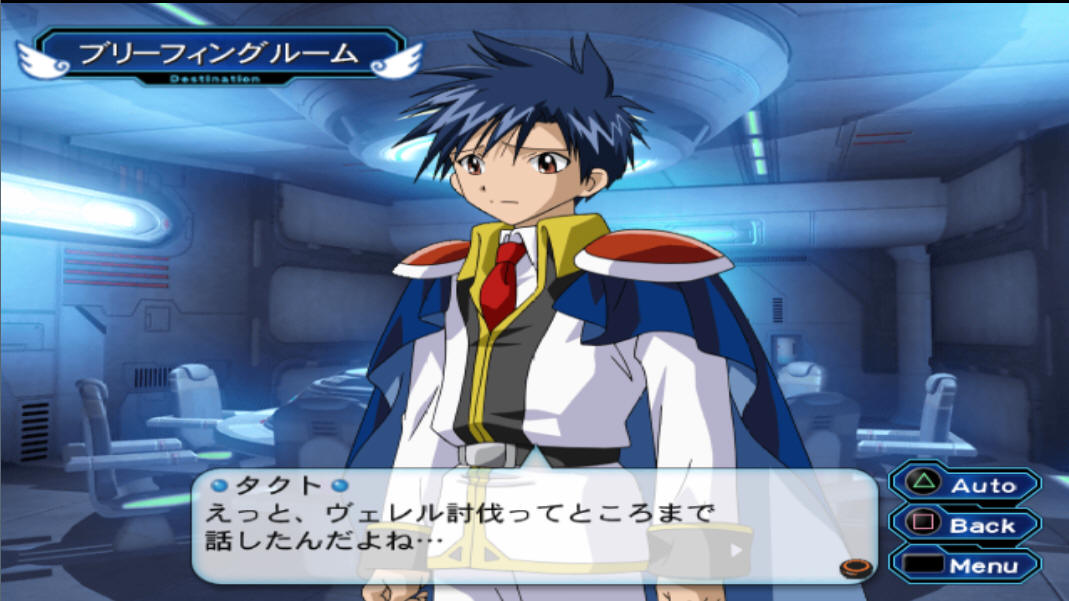 ブリーフィングルーム
Destination
タクト
えっと、ヴェレル討伐ってところまで
話したんだよね…
Auto
Back
Menu